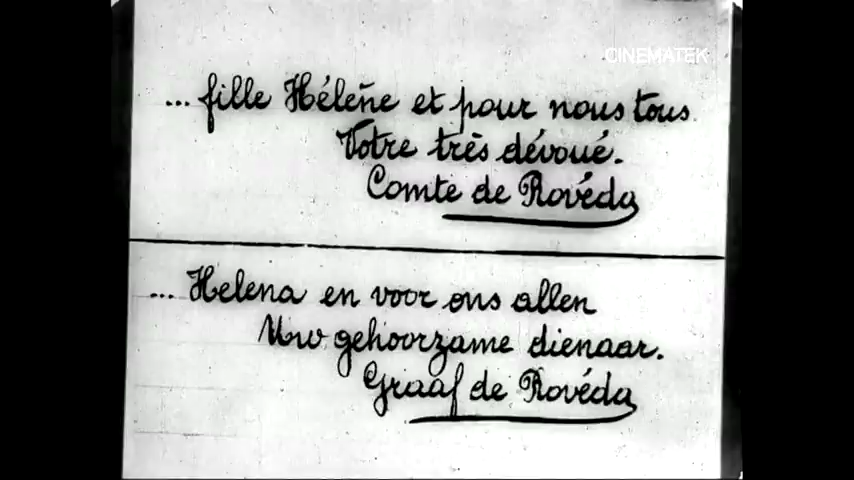 CINEMATEK
... fille Hélène et pour nous tous
Votre très dévoué.
Comte de Rovéda
... Helena en voor ons allen
Uw gehoorzame dienaar.
Graaf de Rovéda